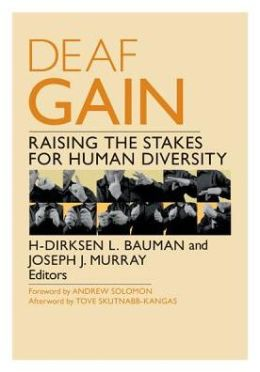 DEAF
GAIN
RAISING THE STAKES
FOR HUMAN DIVERSITY
H-DIRKSEN L. BAUMAN and
JOSEPH J. MURRAY
Editors
Foreword by ANDREW SOLOMON
Afterword by TOVE SKUTNABB-KANGAS